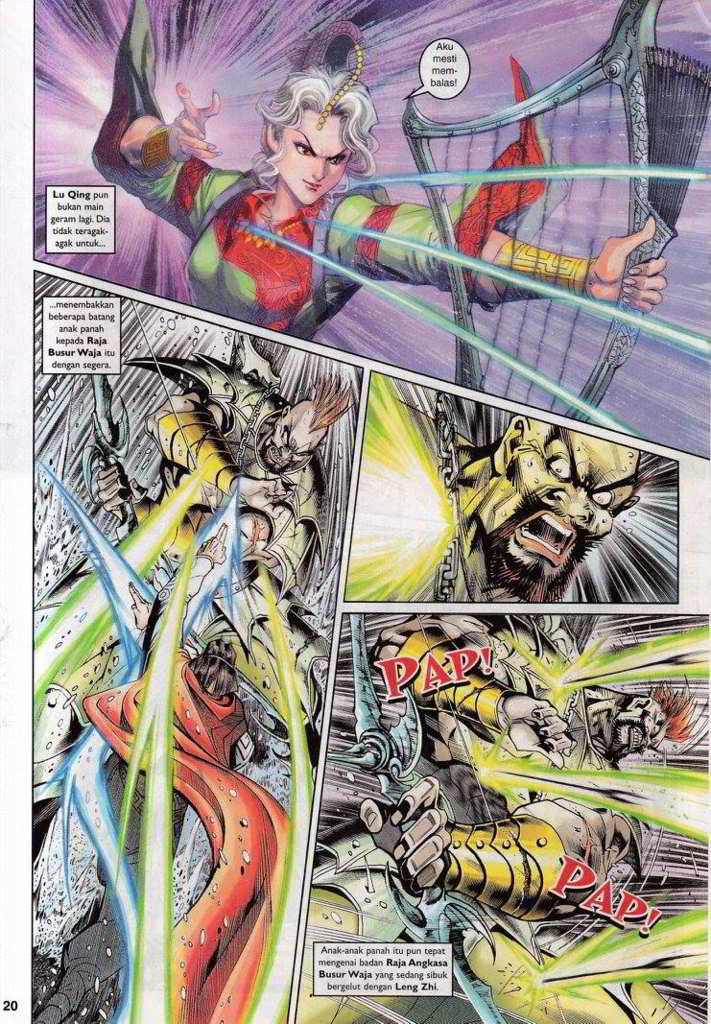 Aku
mesti
mem-
balas!
Lu Qing pun
bukan main
geram lagi. Dia
tidak teragak-
agak untuk...
...menembakkan
beberapa batang
anak panah
kepada Raja
Busur Waja itu
dengan segera.
PAP!
PAP!
Anak-anak panah itu pun tepat
mengenai badan Raja Angkasa
Busur Waja yang sedang sibuk
bergelut dengan Leng Zhi.
20